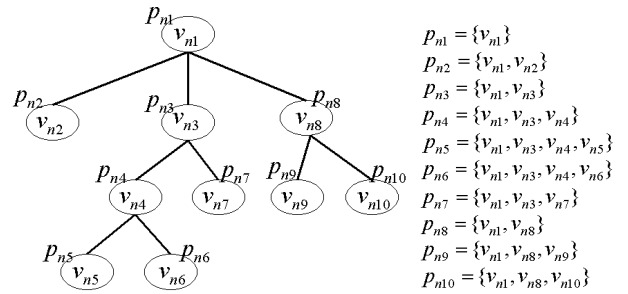 p_{n1}
v_{n1}
p_{n2} p_{n3} p_{n8}
v_{n2} v_{n3} v_{n8}
p_{n4} p_{n7} p_{n9} p_{n10}
v_{n4} v_{n7} v_{n9} v_{n10}
p_{n5} p_{n6}
v_{n5} v_{n6}
p_{n1} = {v_{n1}}
p_{n2} = {v_{n1}, v_{n2}}
p_{n3} = {v_{n1}, v_{n3}}
p_{n4} = {v_{n1}, v_{n3}, v_{n4}}
p_{n5} = {v_{n1}, v_{n3}, v_{n4}, v_{n5}}
p_{n6} = {v_{n1}, v_{n3}, v_{n4}, v_{n6}}
p_{n7} = {v_{n1}, v_{n3}, v_{n7}}
p_{n8} = {v_{n1}, v_{n8}}
p_{n9} = {v_{n1}, v_{n8}, v_{n9}}
p_{n10} = {v_{n1}, v_{n8}, v_{n10}}